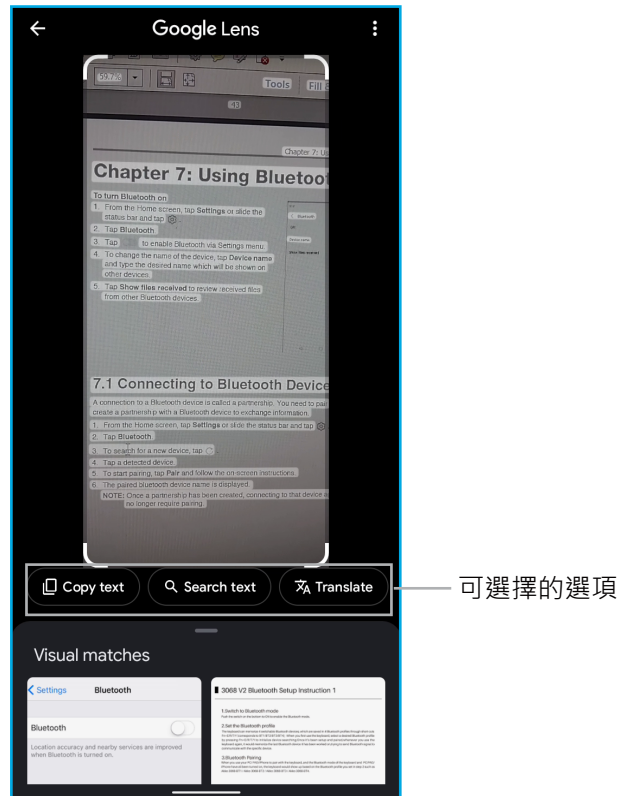 Google Lens
59.7%
Tools
Fill &
43
Chapter 7: Us
Chapter 7: Using Bluetoot
To turn Bluetooth on
1. From the Home screen, tap Settings or slide the
status bar and tap
2. Tap Bluetooth
3. Tap to enable Bluetooth via Settings menu.
4. To change the name of the device, tap Device name
and type the desired name which will be shown on
other devices.
5. Tap Show files received to review received files
from other Bluetooth devices.
Bluetooth
Device name
7.1 Connecting to Bluetooth Device
A connection to a Bluetooth device is called a partnership. You need to pair
create a partnership with a Bluetooth device to exchange information.
1. From the Home screen, tap Settings or slide the status bar and tap
2. Tap Bluetooth
3. To search for a new device, tap
4. Tap a detected device.
5. To start pairing, tap Pair and follow the on-screen instructions.
6. The paired bluetooth device name is displayed.
NOTE: Once a partnership has been created, connecting to that device a
no longer require pairing.
Copy text
Search text
Translate
可選擇的選項
Visual matches
Settings
Bluetooth
Bluetooth
Location accuracy and nearby services are improved
when Bluetooth is turned on.
3068 V2 Bluetooth Setup Instruction 1
1.Switch to Bluetooth mode
2.Set the Bluetooth profile
3.Bluetooth Pairing